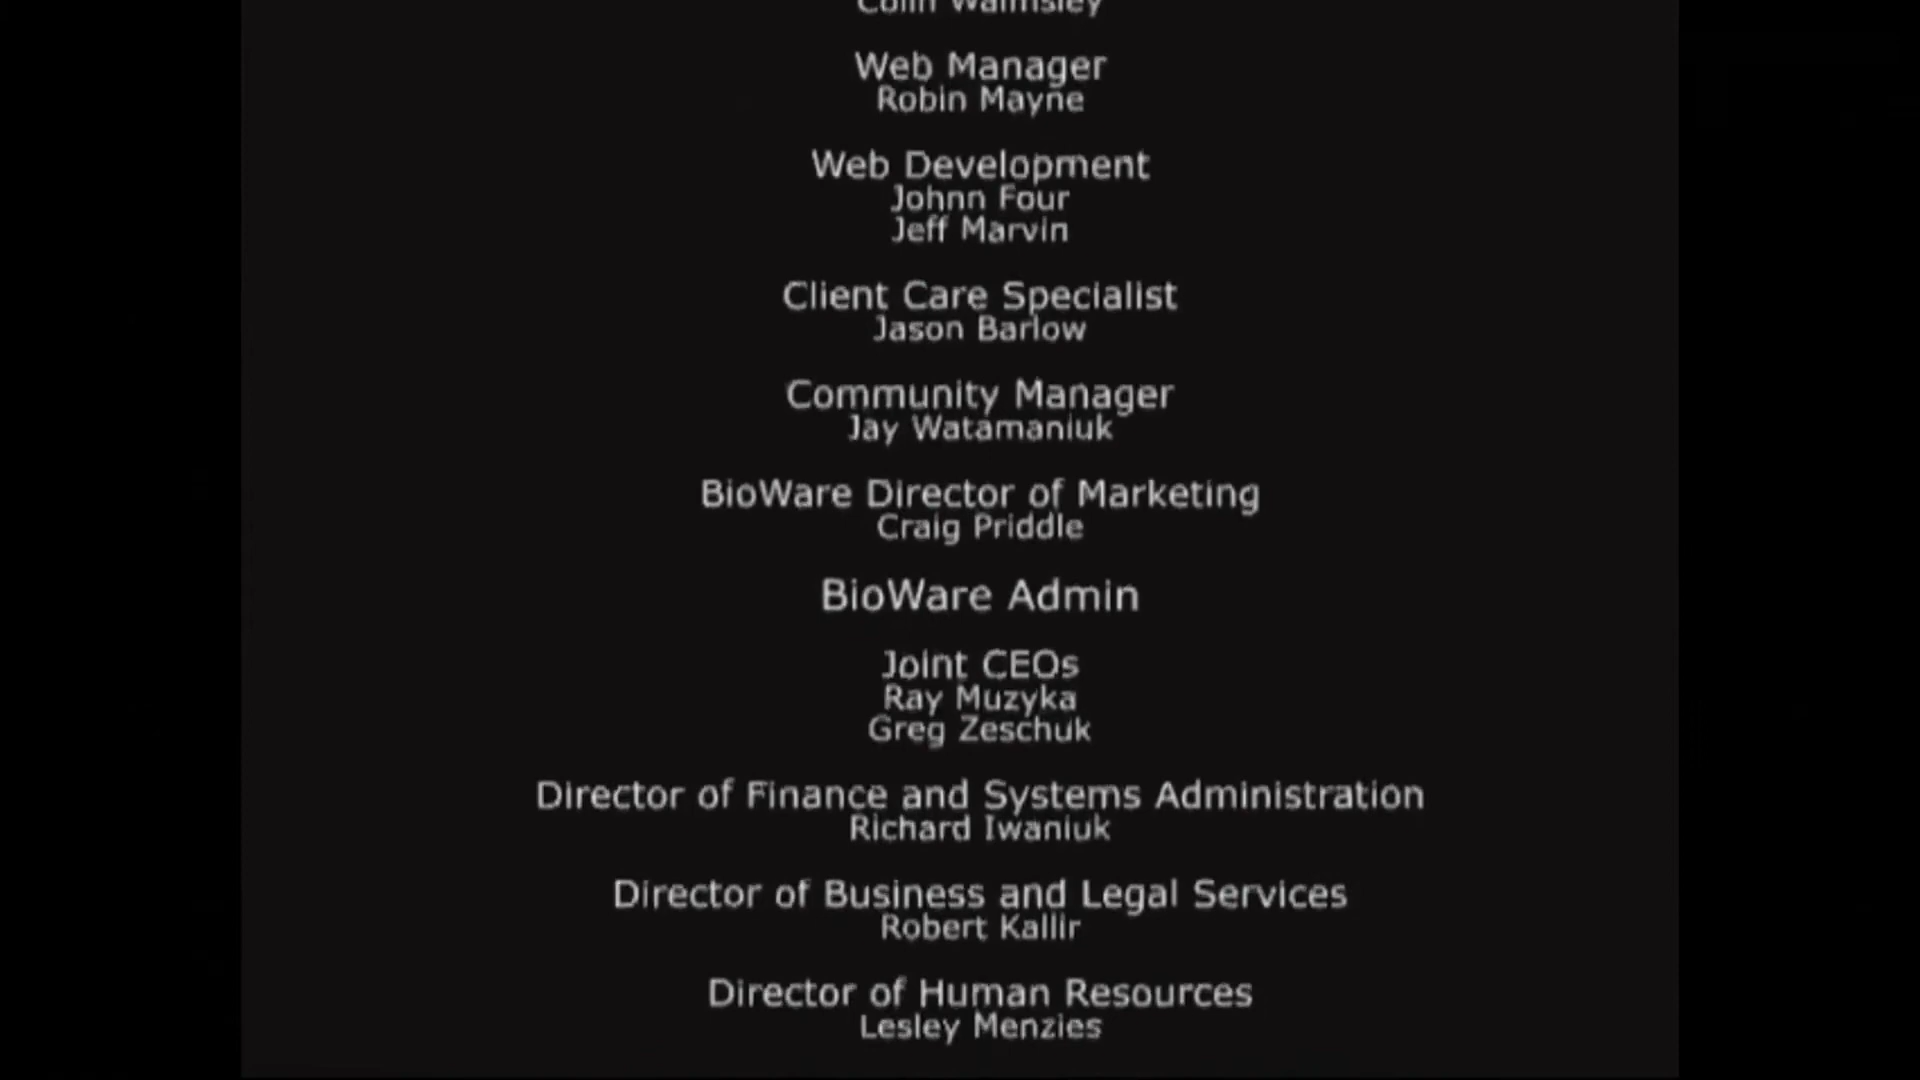 Colin Walmsley
Web Manager
Robin Mayne
Web Development
Johnn Four
Jeff Marvin
Client Care Specialist
Jason Barlow
Community Manager
Jay Watamaniuk
BioWare Director of Marketing
Craig Priddle
BioWare Admin
Joint CEOs
Ray Muzyka
Greg Zeschuk
Director of Finance and Systems Administration
Richard Iwaniuk
Director of Business and Legal Services
Robert Kallir
Director of Human Resources
Lesley Menzies